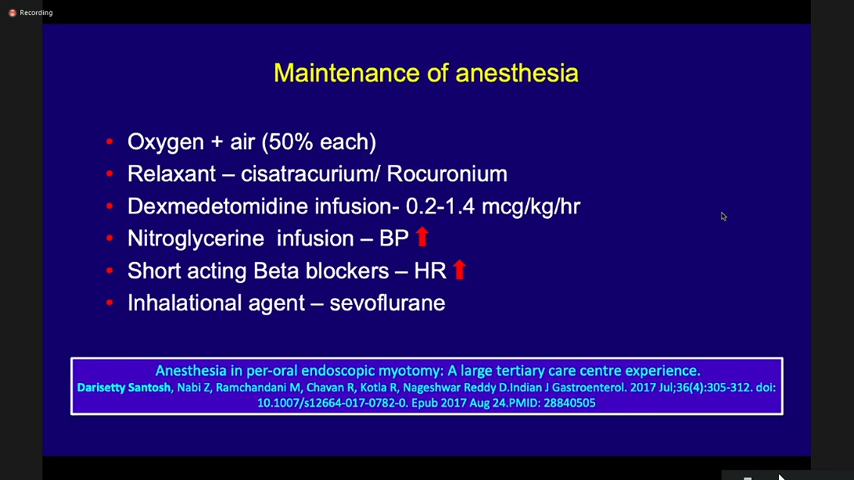 Recording
Maintenance of anesthesia
• Oxygen + air (50% each)
• Relaxant – cisatracurium/ Rocuronium
• Dexmedetomidine infusion- 0.2-1.4 mcg/kg/hr
• Nitroglycerine infusion – BP ⬆
• Short acting Beta blockers – HR ⬆
• Inhalational agent – sevoflurane
Anesthesia in per-oral endoscopic myotomy: A large tertiary care centre experience.
Darisetty Santosh, Nabi Z, Ramchandani M, Chavan R, Kotla R, Nageshwar Reddy D.Indian J Gastroenterol. 2017 Jul;36(4):305-312. doi:
10.1007/s12664-017-0782-0. Epub 2017 Aug 24.PMID: 28840505